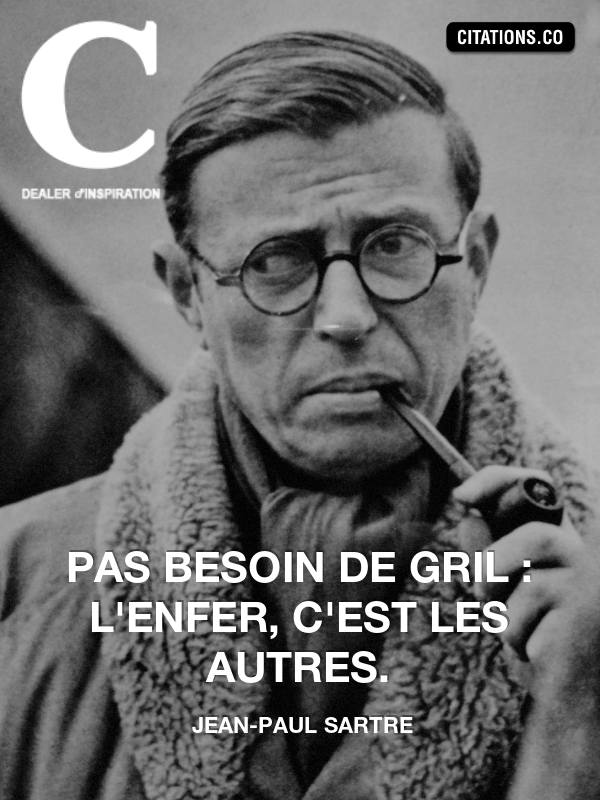 C
CITATIONS.CO
DEALER d'INSPIRATION
PAS BESOIN DE GRIL :
L'ENFER, C'EST LES
AUTRES.
JEAN-PAUL SARTRE